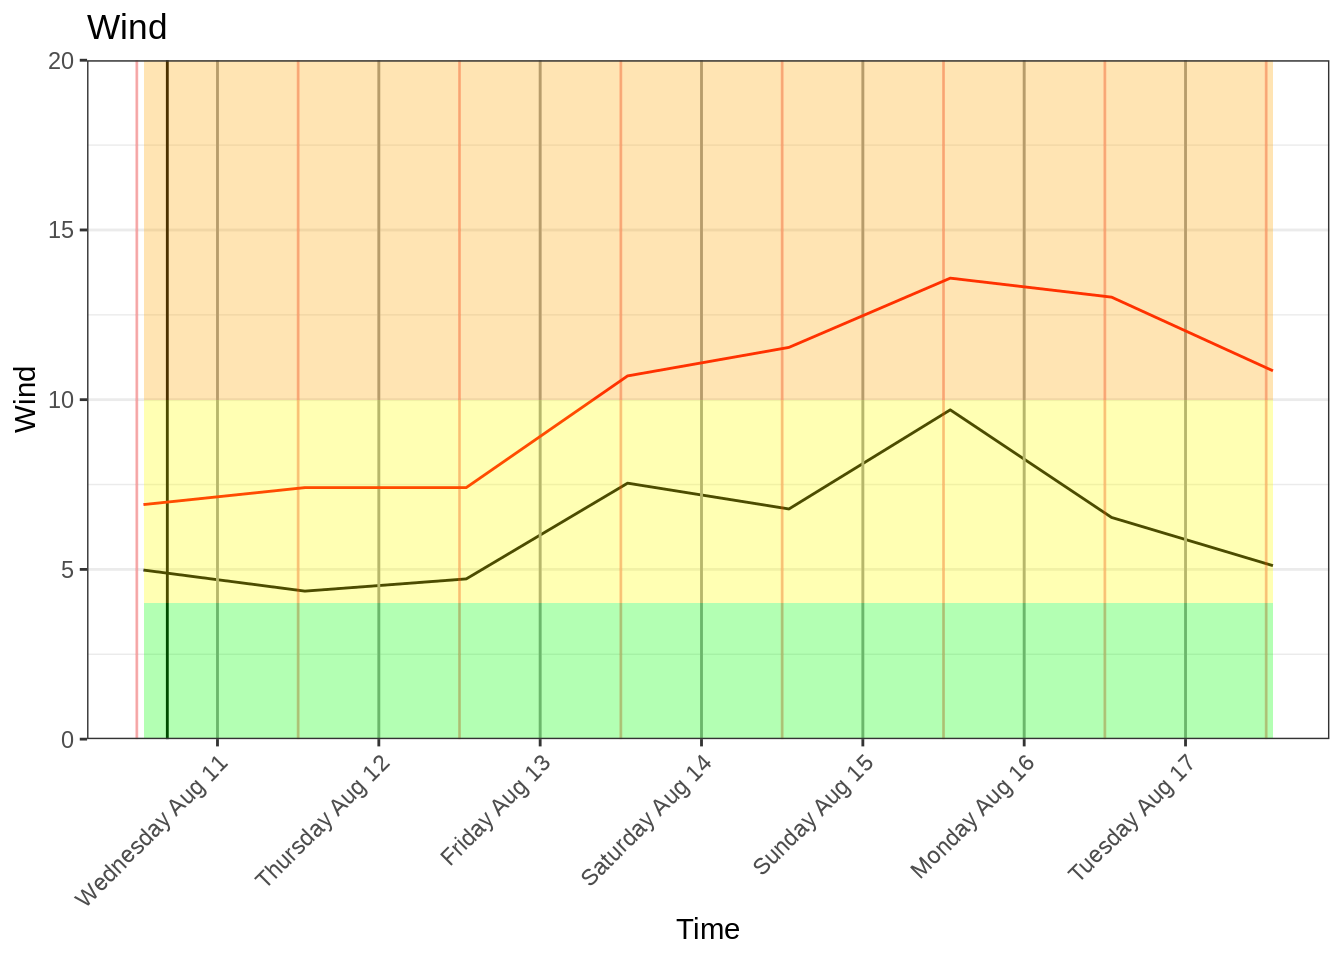 Wind
20
15
10
5
0
Wind
Wednesday Aug 11
Thursday Aug 12
Friday Aug 13
Saturday Aug 14
Sunday Aug 15
Monday Aug 16
Tuesday Aug 17
Time